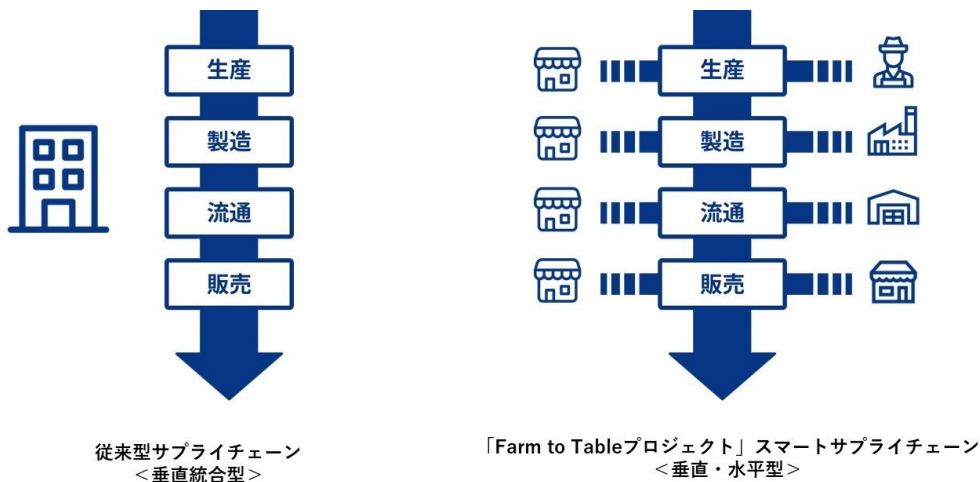 生産
製造
流通
販売
従来型サプライチェーン
＜垂直統合型＞
生産
製造
流通
販売
「Farm to Tableプロジェクト」スマートサプライチェーン
＜垂直・水平型＞